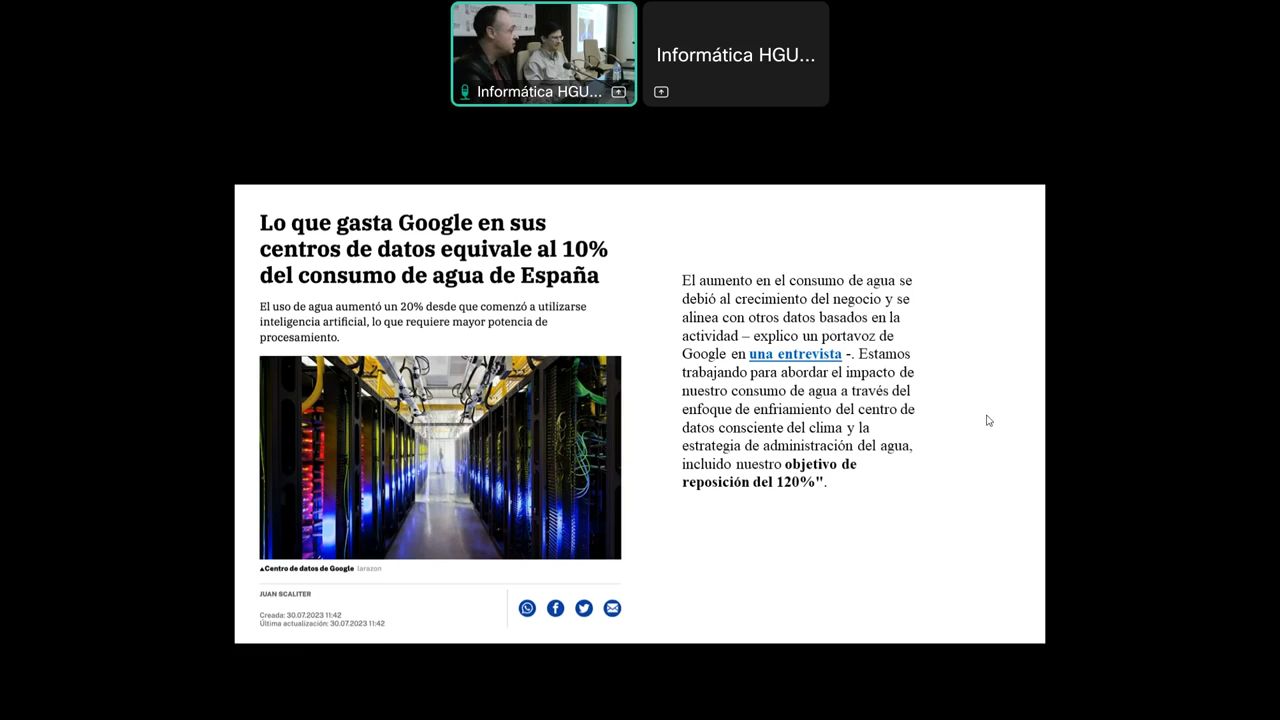 Informática HGU...
Informática HGU...
Lo que gasta Google en sus
centros de datos equivale al 10%
del consumo de agua de España
El uso de agua aumentó un 20% desde que comenzó a utilizarse
inteligencia artificial, lo que requiere mayor potencia de
procesamiento.
▲Centro de datos de Google larazon
JUAN SCALITER
Creada: 30.07.2023 11:42
Última actualización: 30.07.2023 11:42
El aumento en el consumo de agua se
debió al crecimiento del negocio y se
alinea con otros datos basados en la
actividad – explico un portavoz de
Google en una entrevista -. Estamos
trabajando para abordar el impacto de
nuestro consumo de agua a través del
enfoque de enfriamiento del centro de
datos consciente del clima y la
estrategia de administración del agua,
incluido nuestro objetivo de
reposición del 120%".